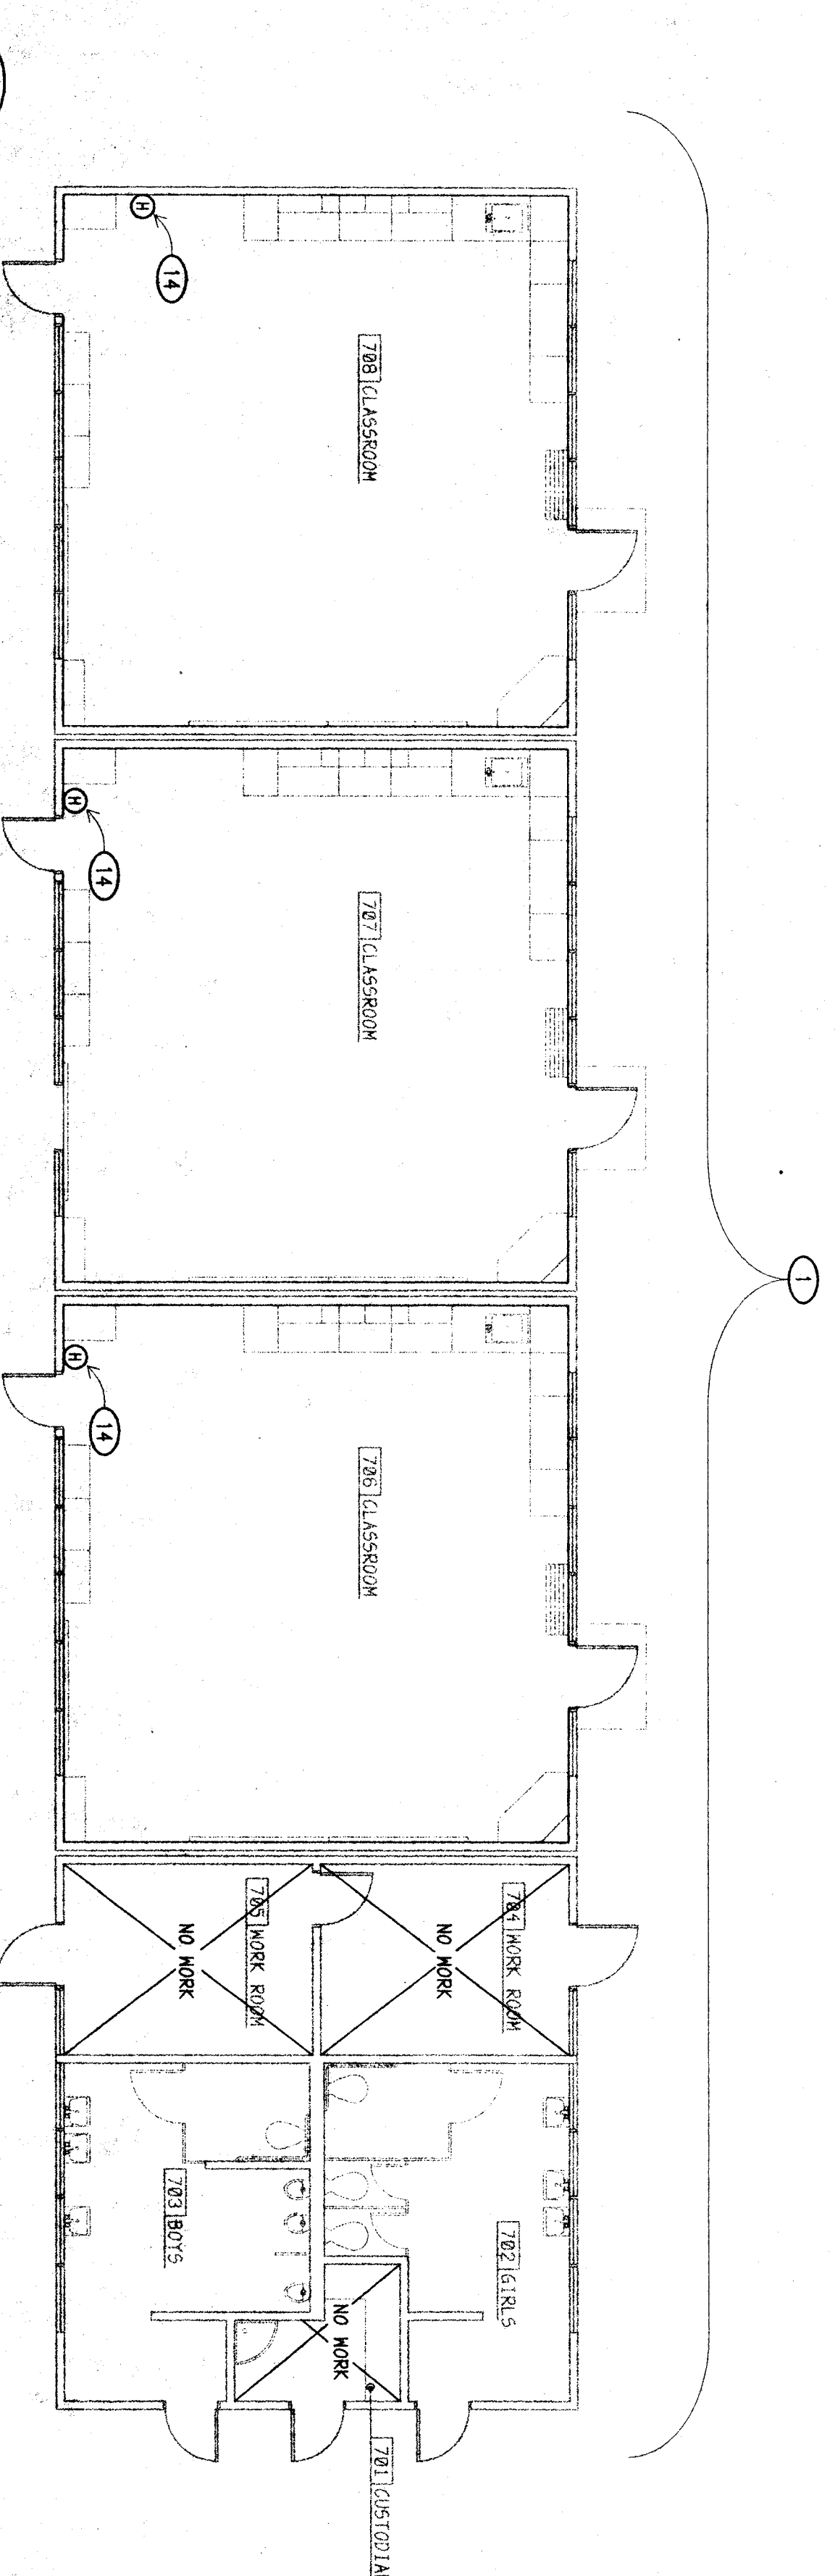 1
H
14
708 CLASSROOM
H
14
707 CLASSROOM
H
14
706 CLASSROOM
704 WORK ROOM
NO WORK
705 WORK ROOM
NO WORK
702 GIRLS
703 BOYS
NO WORK
701 CUSTODIAN